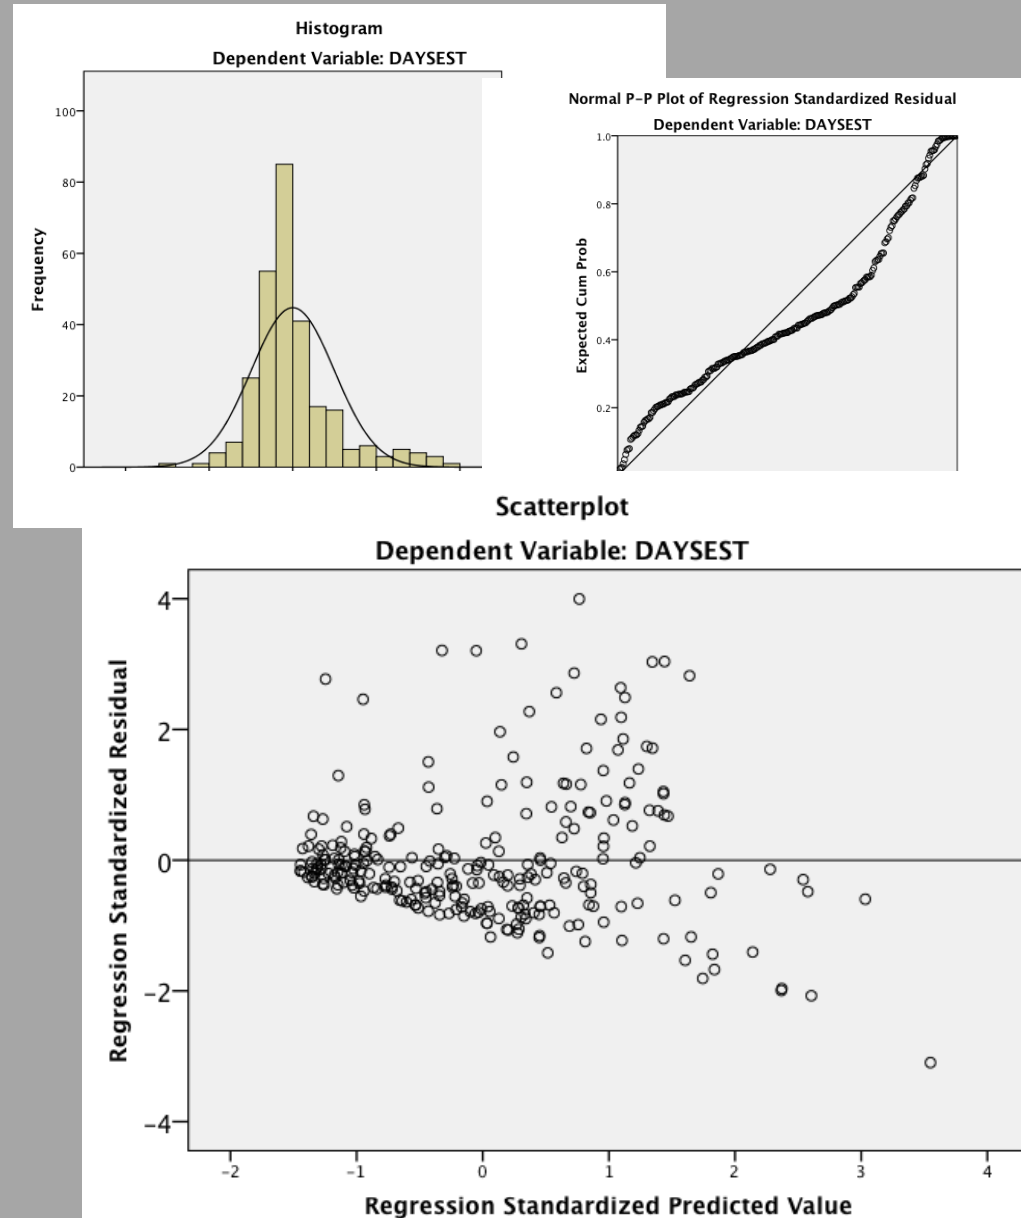 Histogram
Dependent Variable: DAYSEST
100
80
60
40
20
0
Frequency
Normal P-P Plot of Regression Standardized Residual
Dependent Variable: DAYSEST
1.0
0.8
0.6
0.4
0.2
Expected Cum Prob
Scatterplot
Dependent Variable: DAYSEST
4
2
0
-2
-4
Regression Standardized Residual
-2 -1 0 1 2 3 4
Regression Standardized Predicted Value